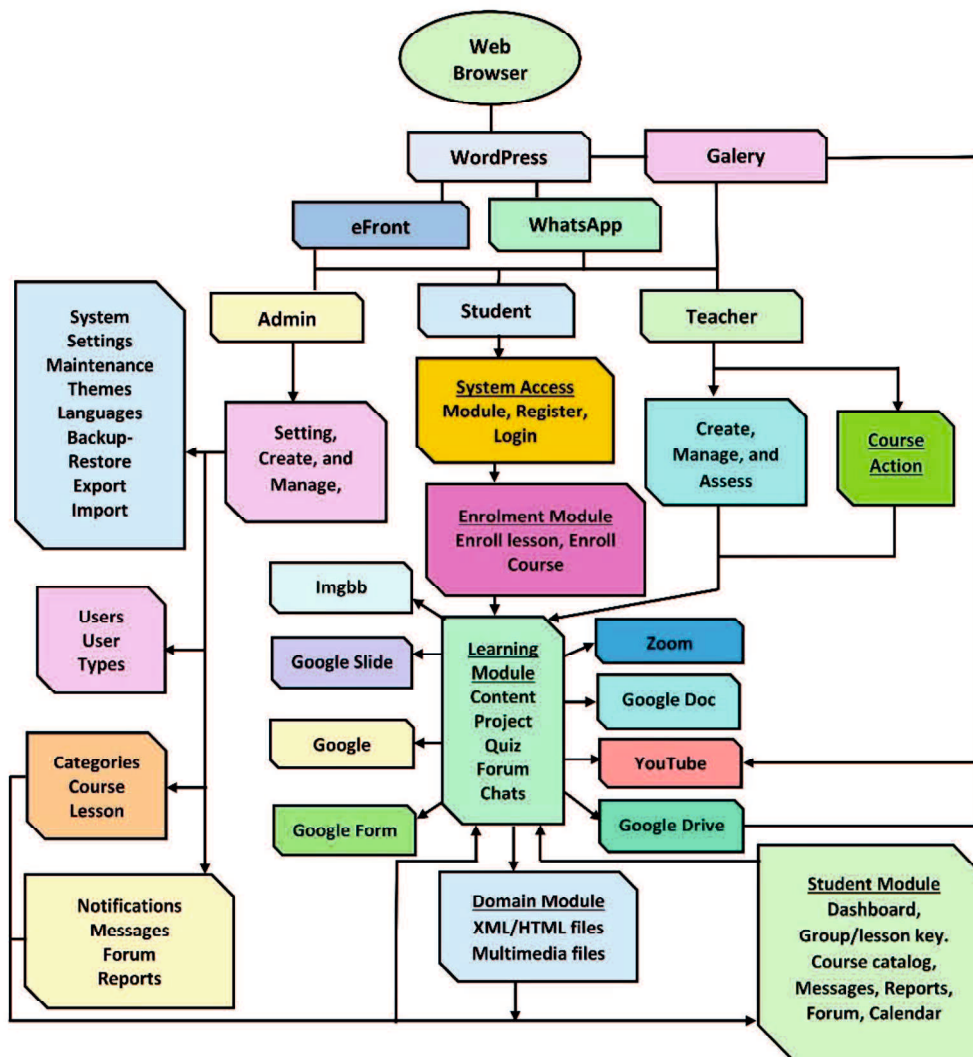 Web
Browser
WordPress
Galery
eFront
WhatsApp
Admin
Student
Teacher
System
Settings
Maintenance
Themes
Languages
Backup-
Restore
Export
Import
Setting,
Create, and
Manage,
System Access
Module, Register,
Login
Create,
Manage, and
Assess
Course
Action
Enrolment Module
Enroll lesson, Enroll
Course
Users
User
Types
Imgbb
Google Slide
Google
Google Form
Learning
Module
Content
Project
Quiz
Forum
Chats
Zoom
Google Doc
YouTube
Google Drive
Categories
Course
Lesson
Notifications
Messages
Forum
Reports
Domain Module
XML/HTML files
Multimedia files
Student Module
Dashboard,
Group/lesson key.
Course catalog,
Messages, Reports,
Forum, Calendar